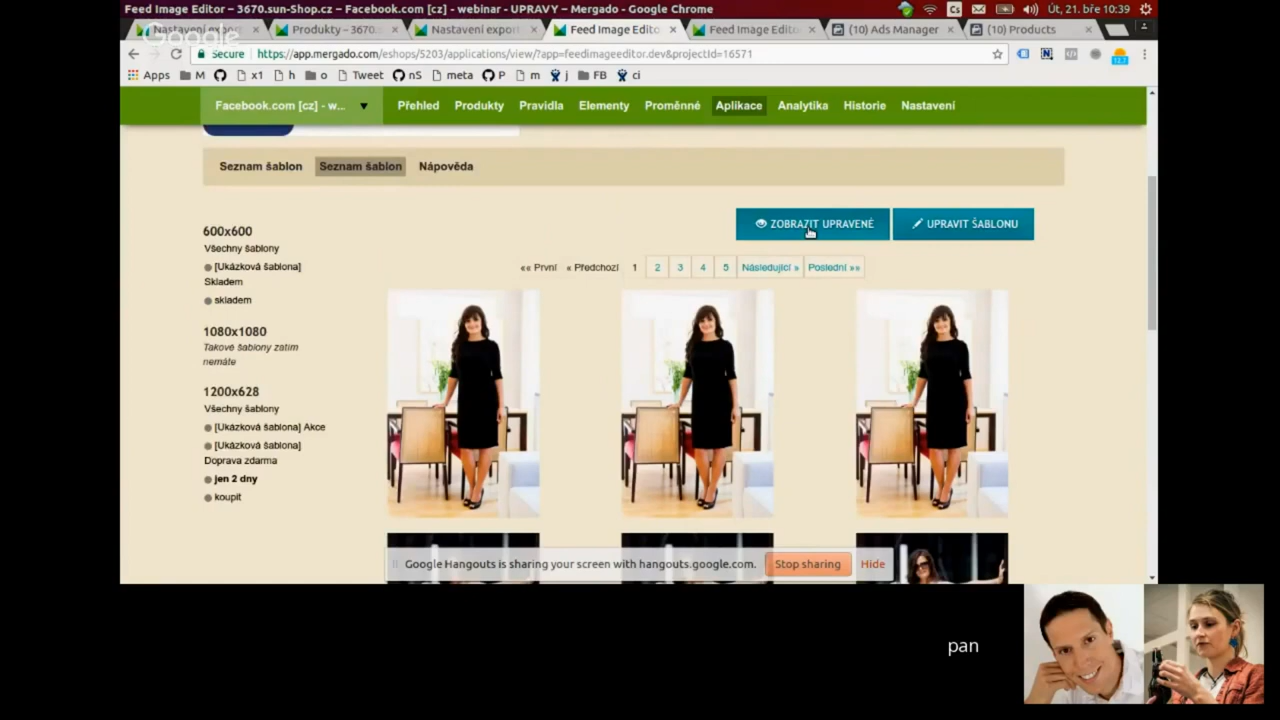 Feed Image Editor – 3670.sun-Shop.cz – Facebook.com [cz] - webinar - UPRAVY – Mergado - Google Chrome
Cs
Út, 21. bře 10:39
Nastavení expor
Produkty – 3670.s
Nastavení export
Feed Image Edito
Feed Image Edito
(10) Ads Manager
(10) Products
Google
Secure https://app.mergado.com/eshops/5203/applications/view/?app=feedimageeditor.dev&projectId=16571
Apps M x1 h o Tweet nS meta P m j FB ci
Facebook.com [cz] - w...
Přehled Produkty Pravidla Elementy Proměnné Aplikace Analytika Historie Nastavení
Seznam šablon Seznam šablon Nápověda
ZOBRAZIT UPRAVENÉ
UPRAVIT ŠABLONU
«« První « Předchozí 1 2 3 4 5 Následující » Poslední »»
600x600
Všechny šablony
[Ukázková šablona]
Skladem
skladem
1080x1080
Takové šablony zatím
nemáte
1200x628
Všechny šablony
[Ukázková šablona] Akce
[Ukázková šablona]
Doprava zdarma
jen 2 dny
koupit
Google Hangouts is sharing your screen with hangouts.google.com.
Stop sharing
Hide
pan